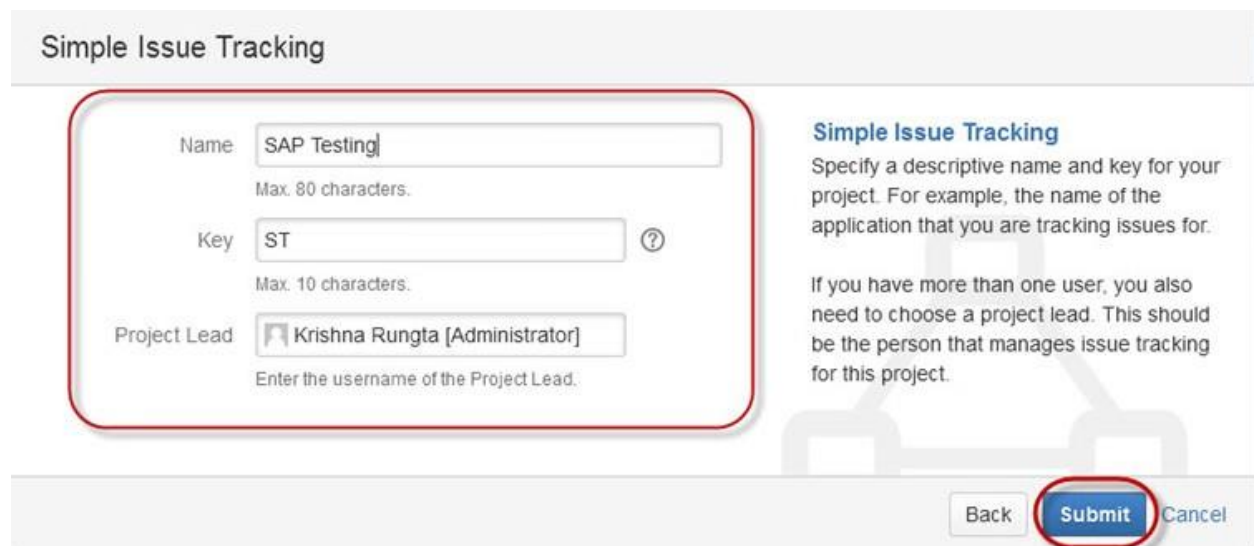 Simple Issue Tracking
Name SAP Testing
Max. 80 characters.
Key ST ?
Max. 10 characters.
Project Lead Krishna Rungta [Administrator]
Enter the username of the Project Lead.
Simple Issue Tracking
Specify a descriptive name and key for your
project. For example, the name of the
application that you are tracking issues for.
If you have more than one user, you also
need to choose a project lead. This should
be the person that manages issue tracking
for this project.
Back Submit Cancel